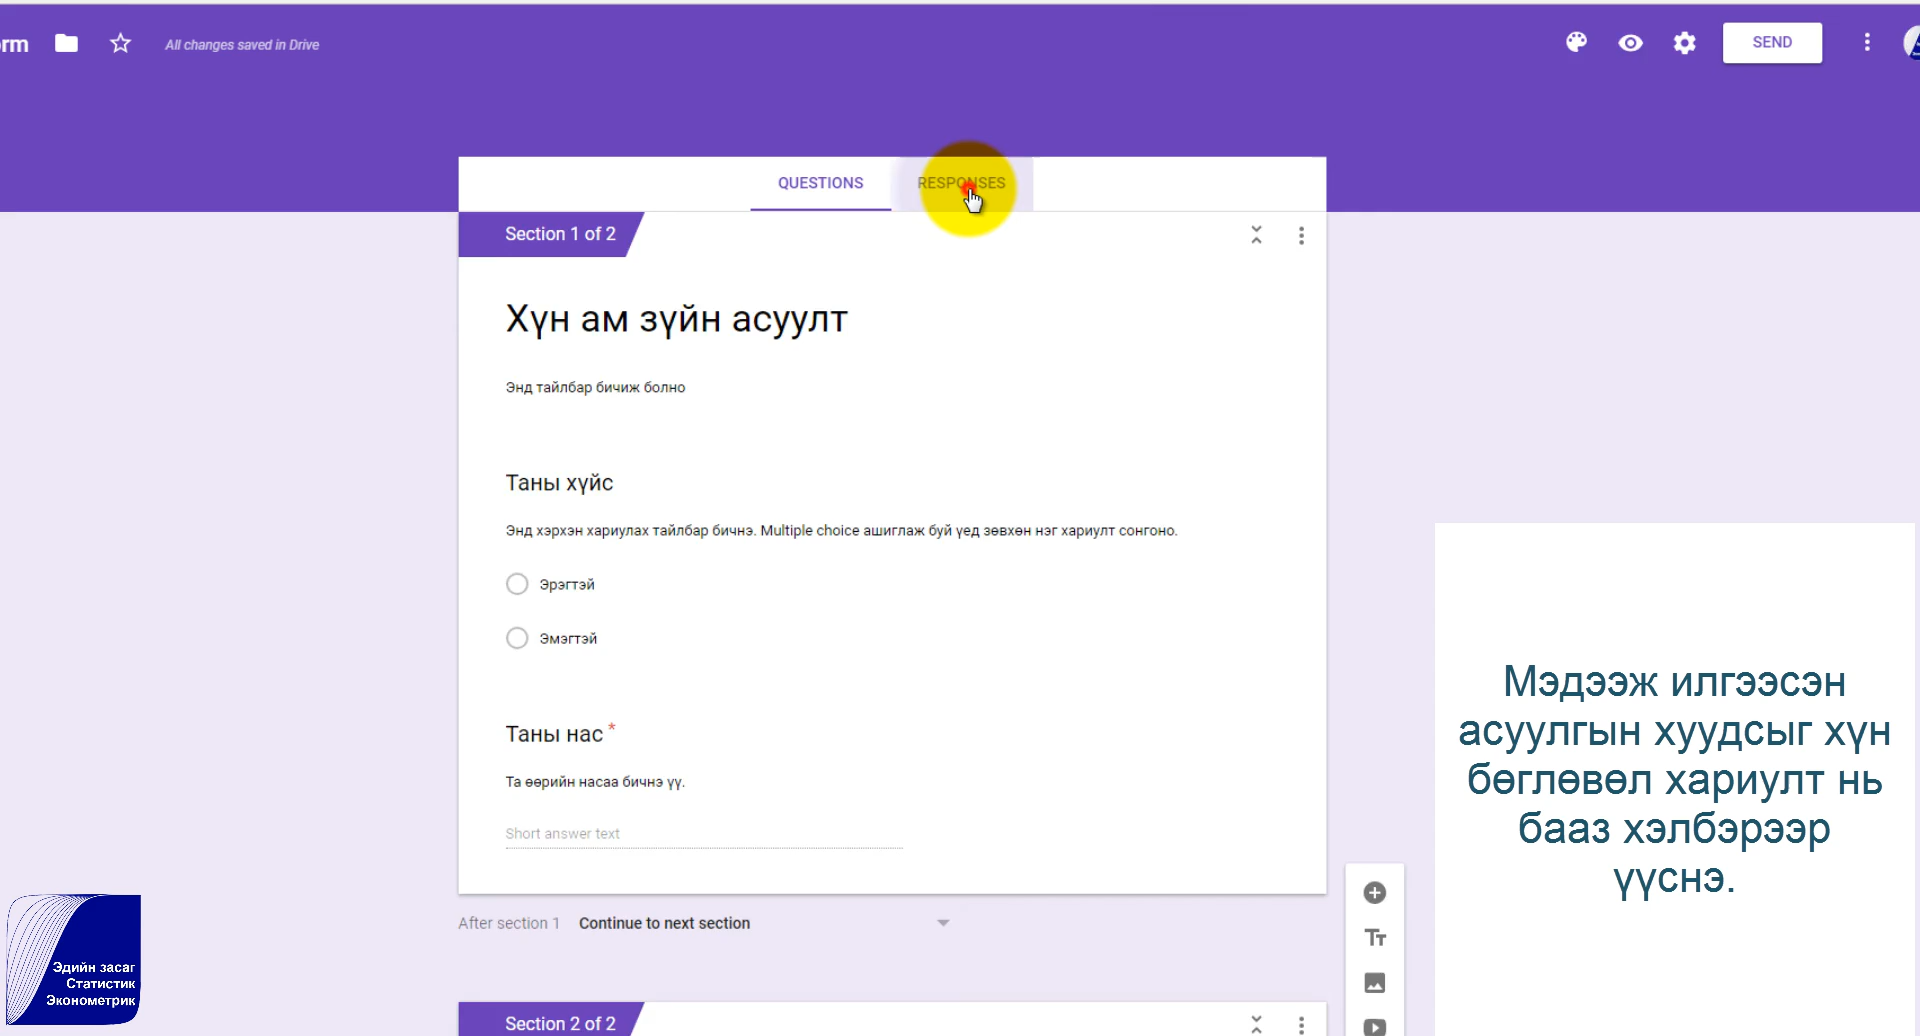 orm
All changes saved in Drive
SEND
QUESTIONS
RESPONSES
Section 1 of 2
Хүн ам зүйн асуулт
Энд тайлбар бичиж болно
Таны хүйс
Энд хэрхэн хариулах тайлбар бичнэ. Multiple choice ашиглаж буй үед зөвхөн нэг хариулт сонгоно.
Эрэгтэй
Эмэгтэй
Таны нас *
Та өөрийн насаа бичнэ үү.
Short answer text
After section 1 Continue to next section
Section 2 of 2
Мэдээж илгээсэн
асуулгын хуудсыг хүн
бөглөвөл хариулт нь
бааз хэлбэрээр
үүснэ.
Эдийн засаг
Статистик
Эконометрик